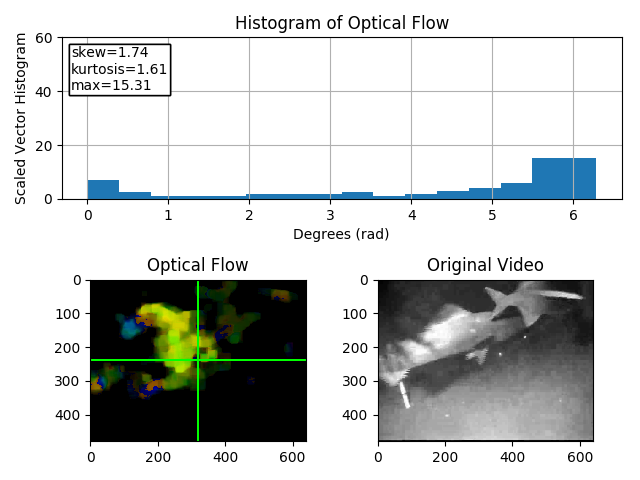 Histogram of Optical Flow
Scaled Vector Histogram
60
40
20
0
skew=1.74
kurtosis=1.61
max=15.31
0 1 2 3 4 5 6
Degrees (rad)
Optical Flow
0
100
200
300
400
0 200 400 600
Original Video
0
100
200
300
400
0 200 400 600